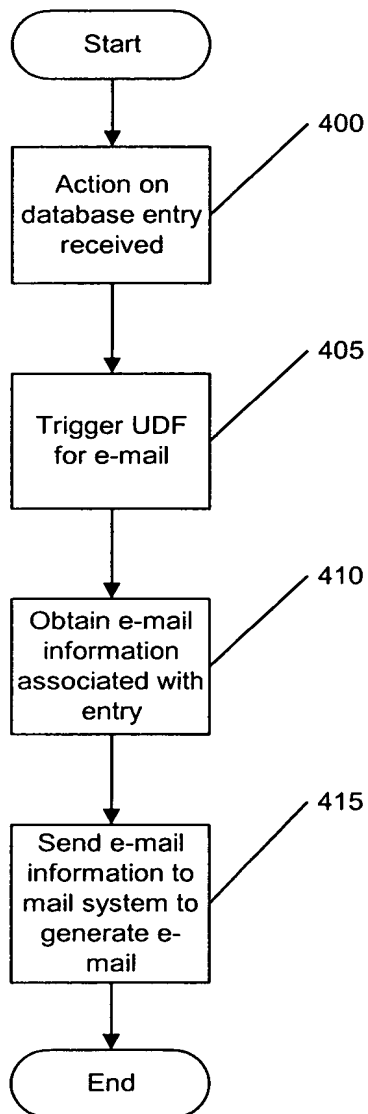 Start
400
Action on
database entry
received
405
Trigger UDF
for e-mail
410
Obtain e-mail
information
associated with
entry
415
Send e-mail
information to
mail system to
generate e-
mail
End